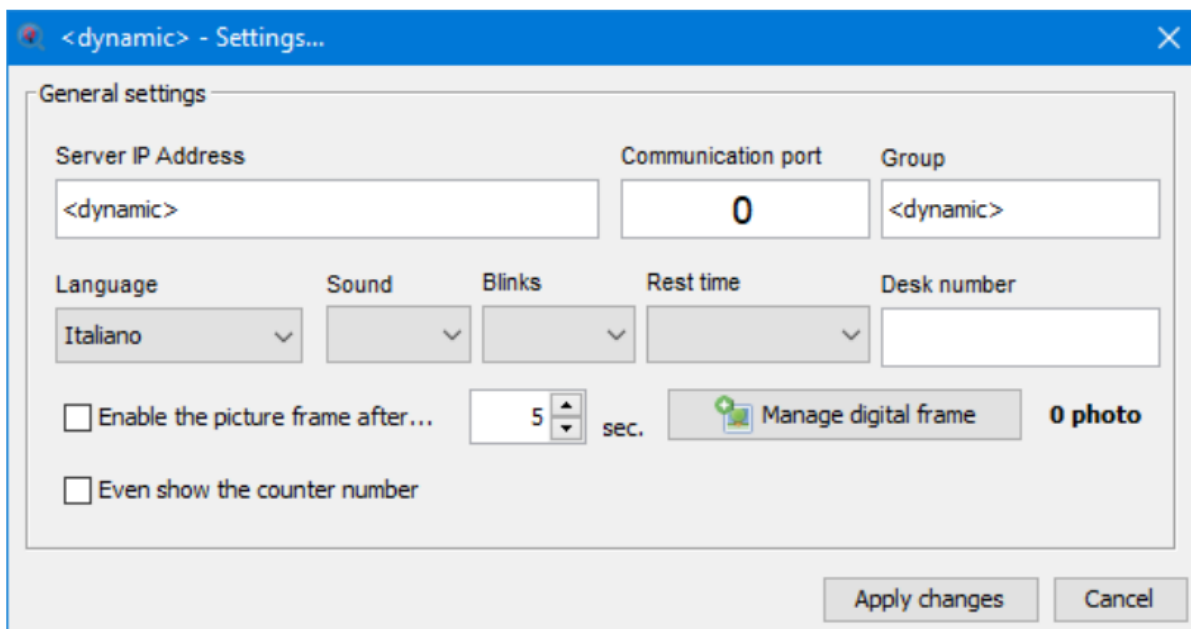 <dynamic> - Settings...
General settings
Server IP Address Communication port Group
<dynamic> 0 <dynamic>
Language Sound Blinks Rest time Desk number
Italiano
Enable the picture frame after... 5 sec. Manage digital frame 0 photo
Even show the counter number
Apply changes Cancel